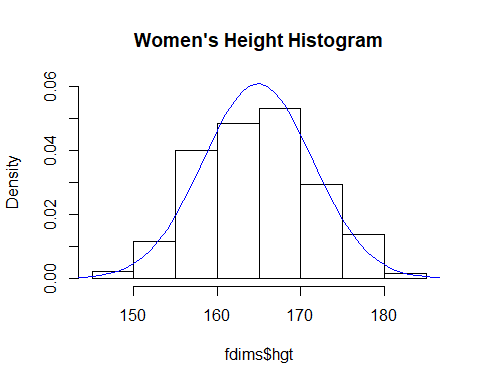 Women's Height Histogram
Density
0.00 0.02 0.04 0.06
150 160 170 180
fdims$hgt